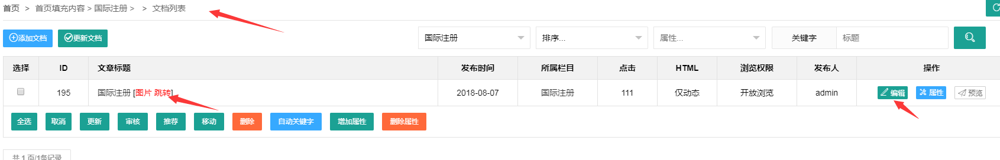 首页 > 首页填充内容 > 国际注册 > > 文档列表
添加文档 更新文档 国际注册 排序... 属性... 关键字 标题
选择 ID 文章标题 发布时间 所属栏目 点击 HTML 浏览权限 发布人 操作
195 国际注册 [图片 跳转] 2018-08-07 国际注册 111 仅动态 开放浏览 admin 编辑 属性 预览
全选 取消 更新 审核 推荐 移动 删除 自动关键字 增加属性 删除属性
共 1 页/1条记录